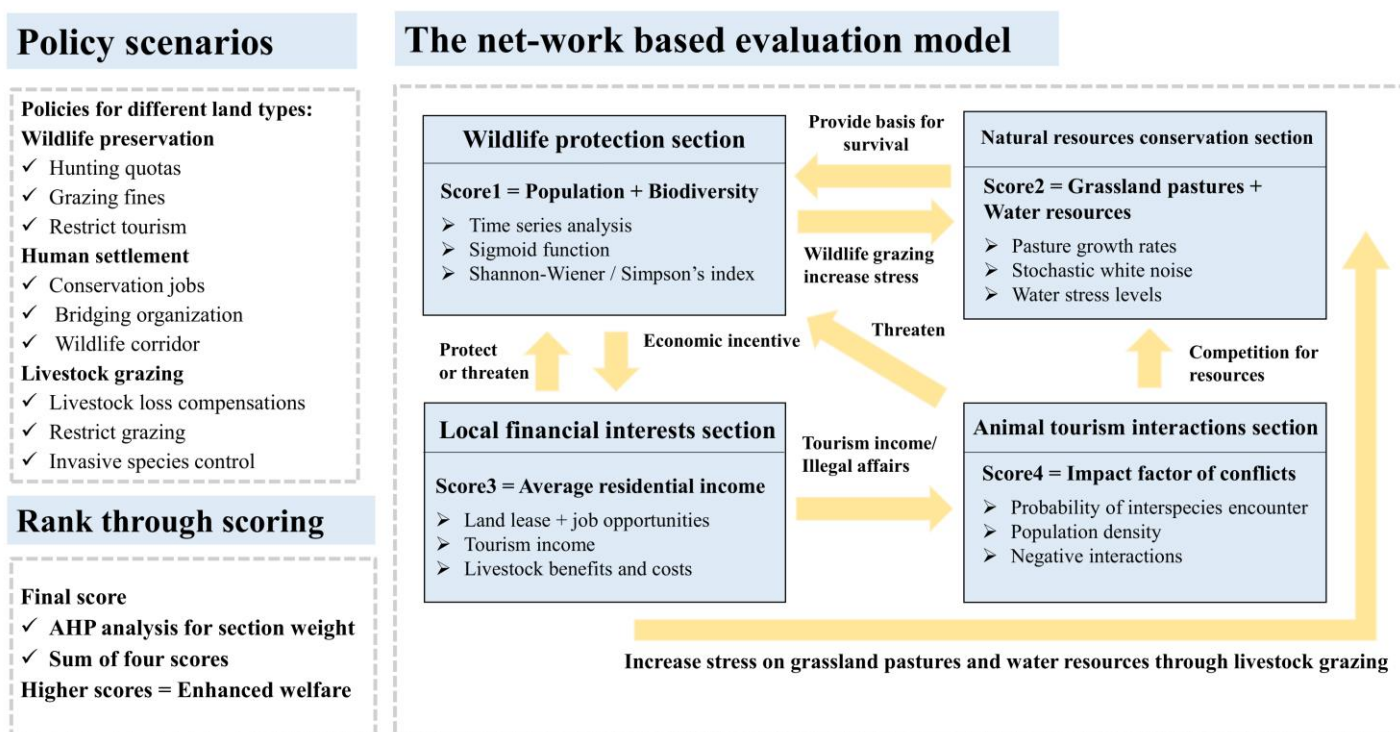 Policy scenarios
Policies for different land types:
Wildlife preservation
✓ Hunting quotas
✓ Grazing fines
✓ Restrict tourism
Human settlement
✓ Conservation jobs
✓ Bridging organization
✓ Wildlife corridor
Livestock grazing
✓ Livestock loss compensations
✓ Restrict grazing
✓ Invasive species control
Rank through scoring
Final score
✓ AHP analysis for section weight
✓ Sum of four scores
Higher scores = Enhanced welfare
The net-work based evaluation model
Wildlife protection section
Score1 = Population + Biodiversity
➢ Time series analysis
➢ Sigmoid function
➢ Shannon-Wiener / Simpson's index
Provide basis for
survival
Wildlife grazing
increase stress
Natural resources conservation section
Score2 = Grassland pastures +
Water resources
➢ Pasture growth rates
➢ Stochastic white noise
➢ Water stress levels
Protect
or threaten
Economic incentive
Threaten
Competition for
resources
Local financial interests section
Score3 = Average residential income
➢ Land lease + job opportunities
➢ Tourism income
➢ Livestock benefits and costs
Tourism income/
Illegal affairs
Animal tourism interactions section
Score4 = Impact factor of conflicts
➢ Probability of interspecies encounter
➢ Population density
➢ Negative interactions
Increase stress on grassland pastures and water resources through livestock grazing